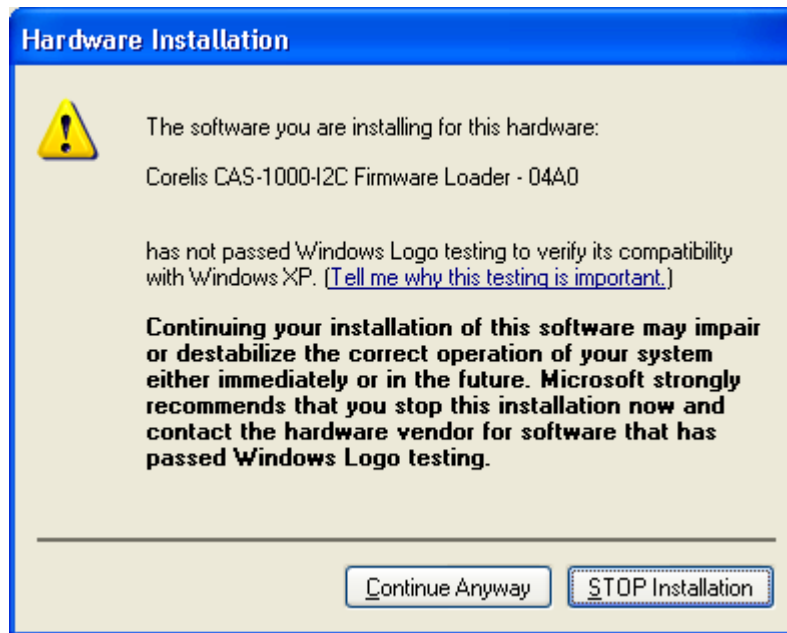 Hardware Installation
The software you are installing for this hardware:
Corelis CAS-1000-I2C Firmware Loader - 04A0
has not passed Windows Logo testing to verify its compatibility
with Windows XP. (Tell me why this testing is important.)
Continuing your installation of this software may impair
or destabilize the correct operation of your system
either immediately or in the future. Microsoft strongly
recommends that you stop this installation now and
contact the hardware vendor for software that has
passed Windows Logo testing.
Continue Anyway
STOP Installation